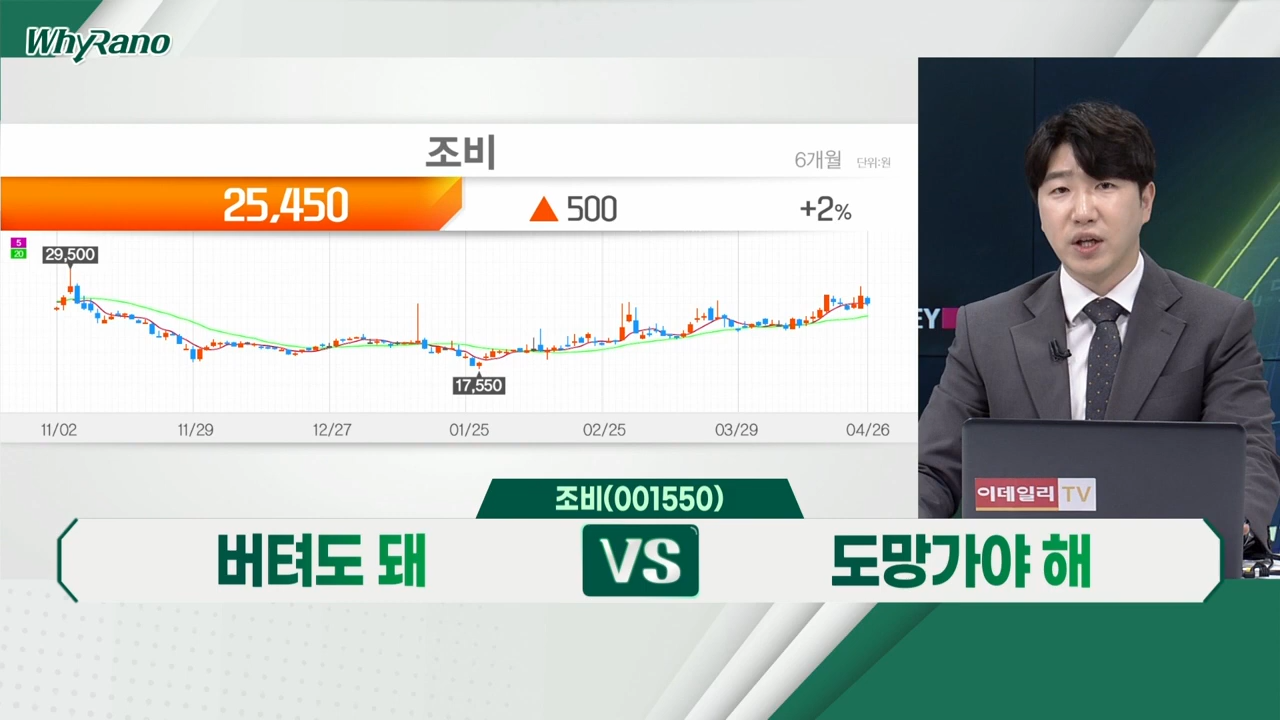 WhyRano
조비
6개월 단위:원
25,450 ▲ 500 +2%
5
20
29,500
17,550
11/02 11/29 12/27 01/25 02/25 03/29 04/26
EY
이데일리 TV
조비(001550)
버텨도 돼 VS 도망가야 해